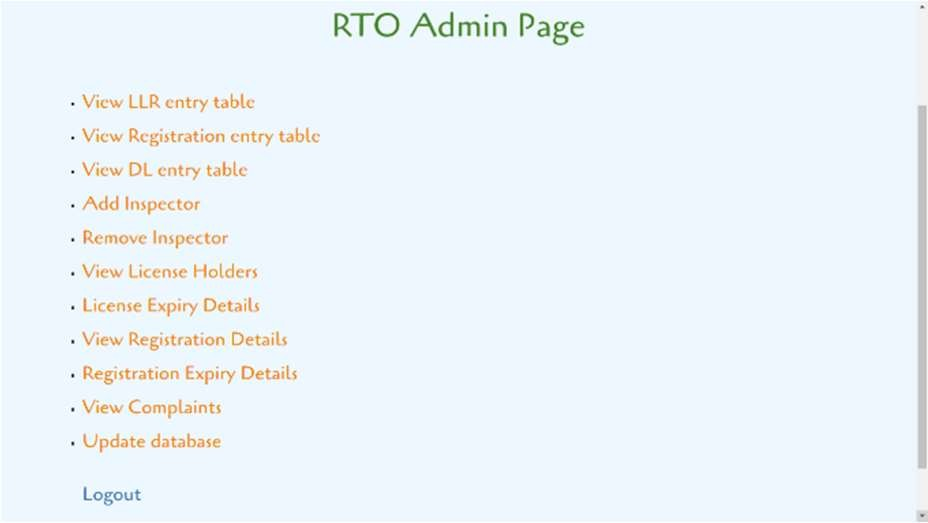 RTO Admin Page
View LLR entry table
View Registration entry table
View DL entry table
Add Inspector
Remove Inspector
View License Holders
License Expiry Details
View Registration Details
Registration Expiry Details
View Complaints
Update database
Logout